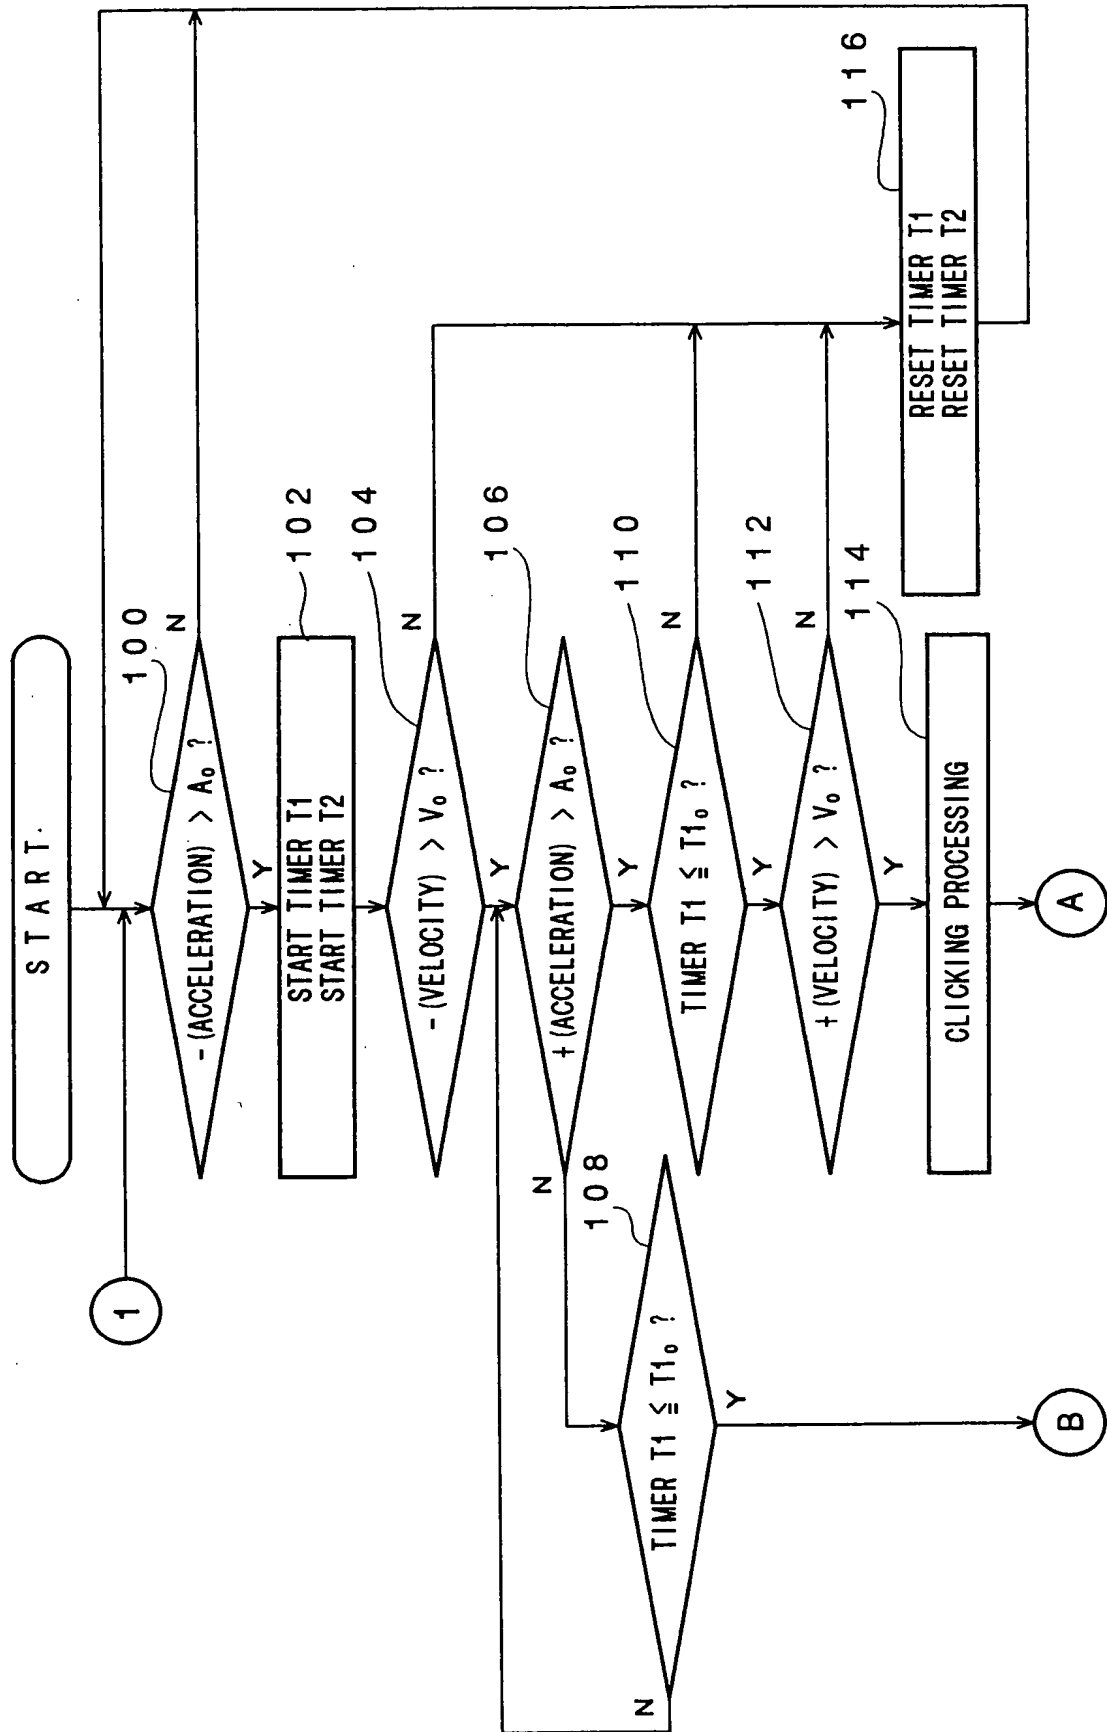 START.
1
-(ACCELERATION) > A₀ ?
100
N
Y
START TIMER T1
START TIMER T2
102
-(VELOCITY) > V₀ ?
104
N
Y
+(ACCELERATION) > A₀ ?
106
N
Y
TIMER T1 ≦ T1₀ ?
108
N
Y
B
TIMER T1 ≦ T1₀ ?
110
N
Y
+(VELOCITY) > V₀ ?
112
N
Y
CLICKING PROCESSING
114
A
RESET TIMER T1
RESET TIMER T2
116